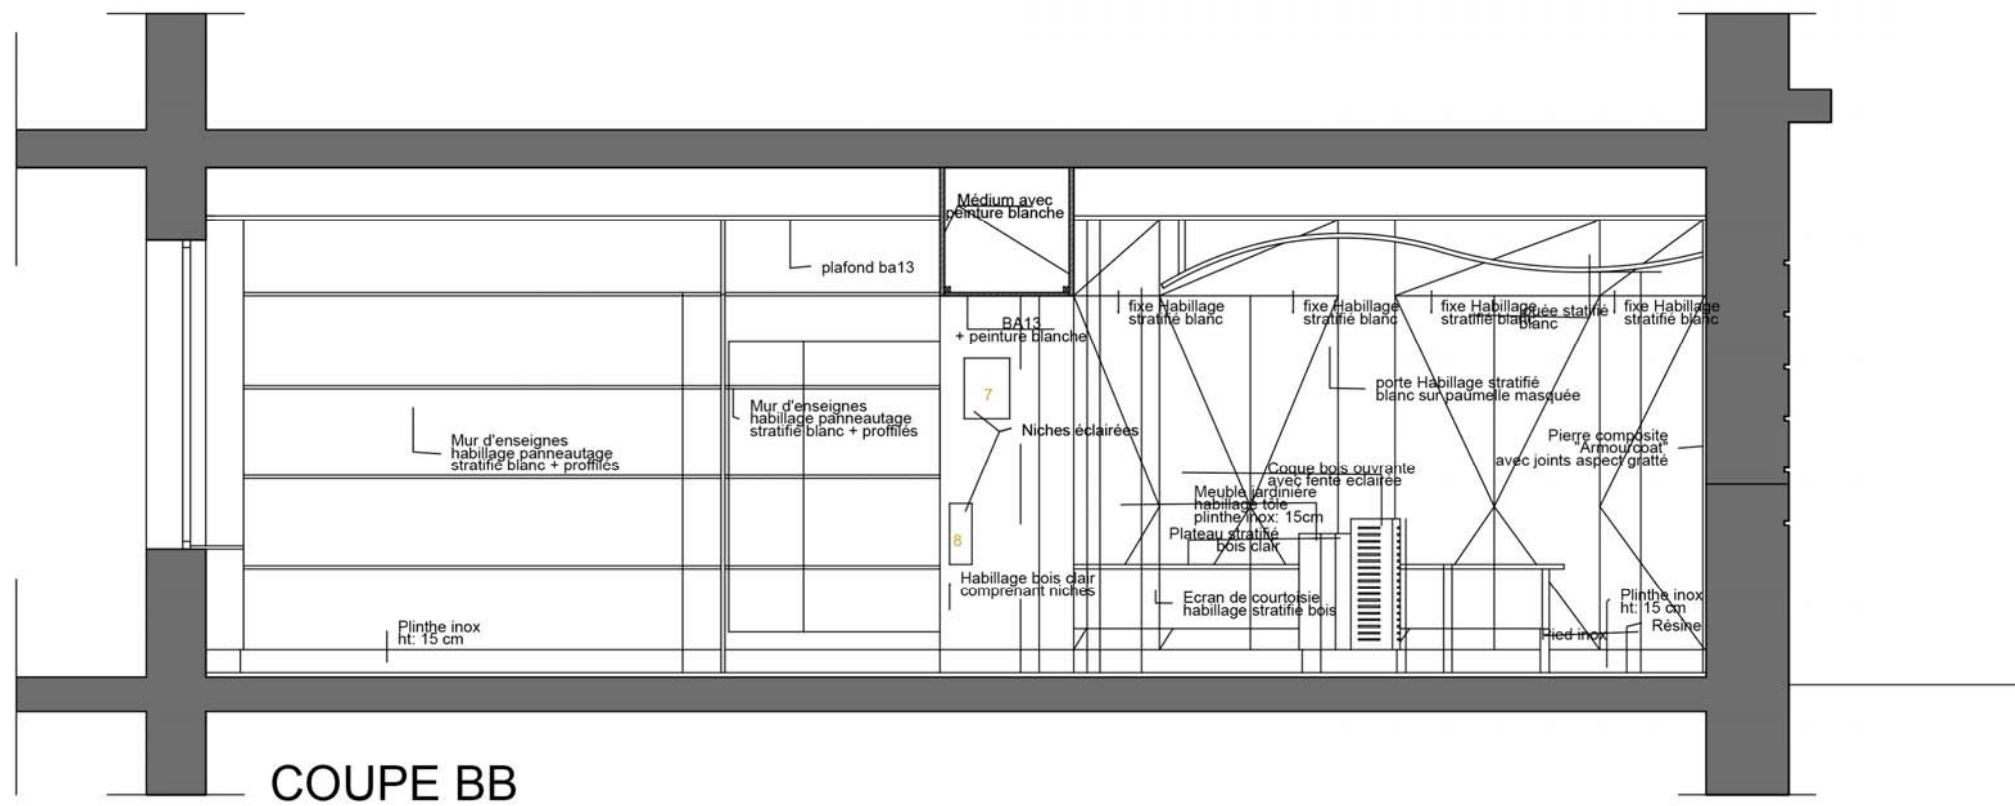 Médium avec
peinture blanche
plafond ba13
fixe Habillage
stratifié blanc
fixe Habillage
stratifié blanc
fixe Habillage
stratifié blanc
statifié
blanc
fixe Habillage
stratifié blanc
BA13
+ peinture blanche
7
porte Habillage stratifié
blanc sur paumelle masquée
Mur d'enseignes
habillage panneautage
stratifié blanc + proffilés
Niches éclairées
Mur d'enseignes
habillage panneautage
stratifié blanc + proffilés
Pierre composite
"Armourcoat"
avec joints aspect gratté
Coque bois ouvrante
avec fente eclairée
Meuble jardinière
habillage tôle
plinthe inox: 15cm
Plateau stratifié
bois clair
8
Habillage bois clair
comprenant niches
Ecran de courtoisie
habillage stratifié bois
Plinthe inox
ht: 15 cm
Résine
Pied inox
Plinthe inox
ht: 15 cm
COUPE BB